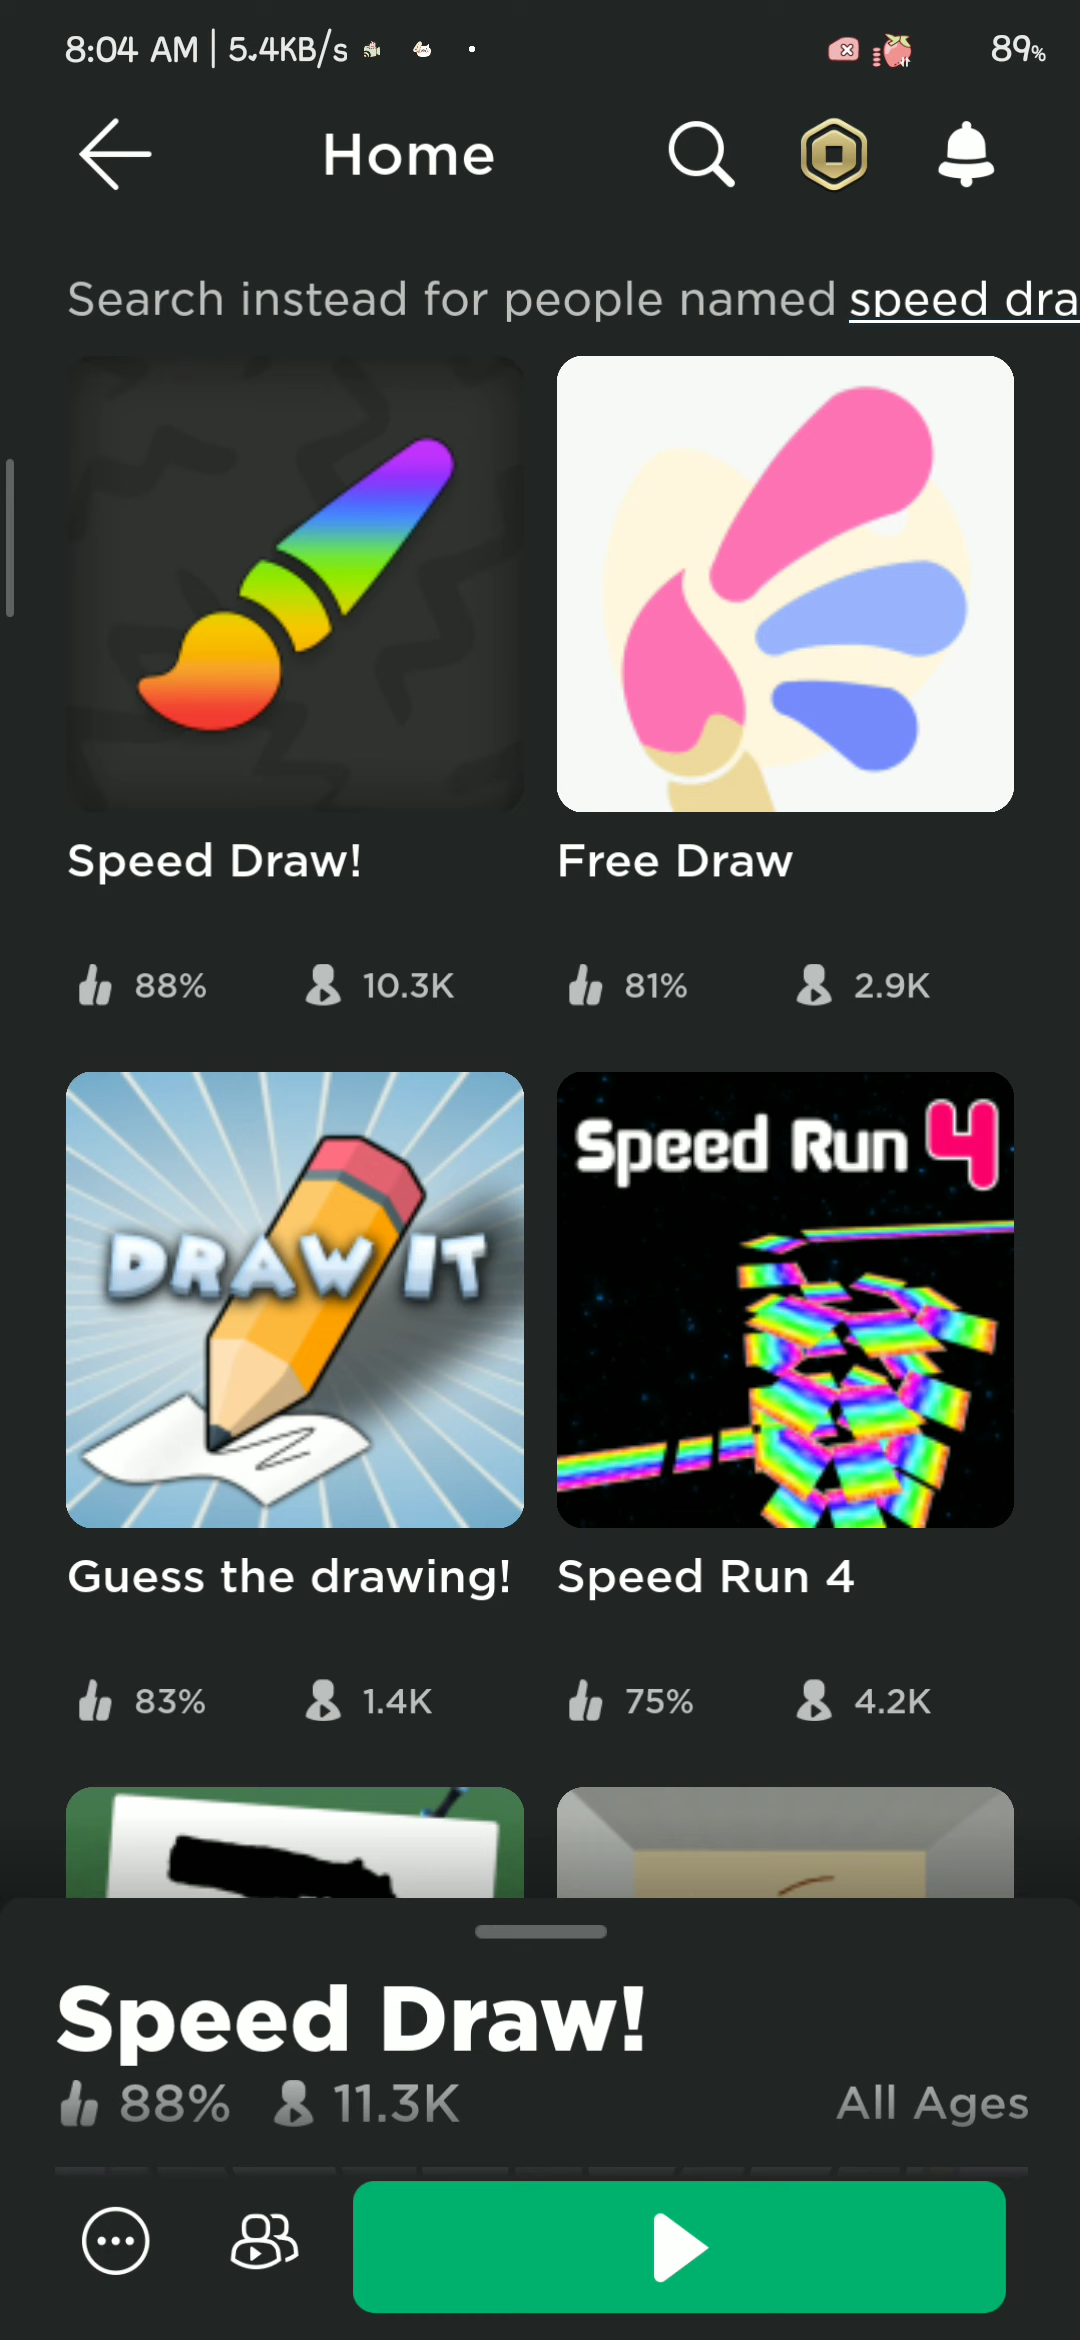 8:04 AM | 5.4KB/s
89%
Home
Search instead for people named speed dra
Speed Draw!
Free Draw
88%
10.3K
81%
2.9K
DRAW IT
Speed Run 4
Guess the drawing!
Speed Run 4
83%
1.4K
75%
4.2K
Speed Draw!
88%
11.3K
All Ages